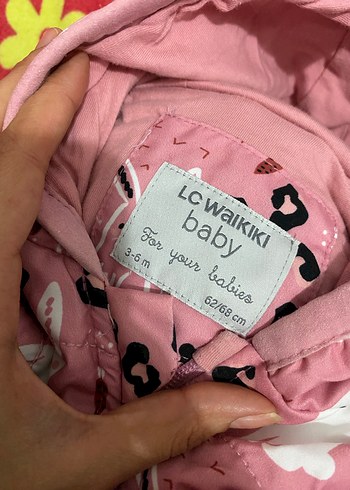 LC WAIKIKI
baby
For your babies
3-6 m
62/68 cm